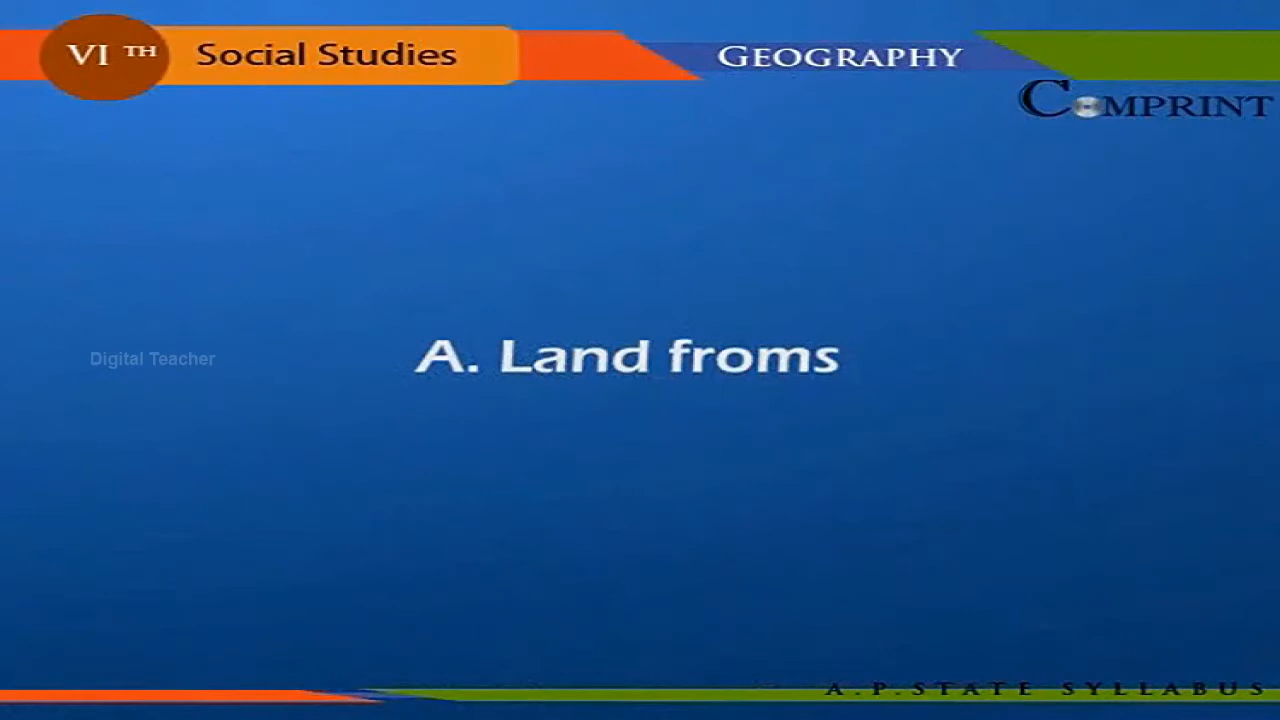 VI TH
Social Studies
GEOGRAPHY
COMPRINT
Digital Teacher
A. Land froms
A.P.STATE SYLLABUS